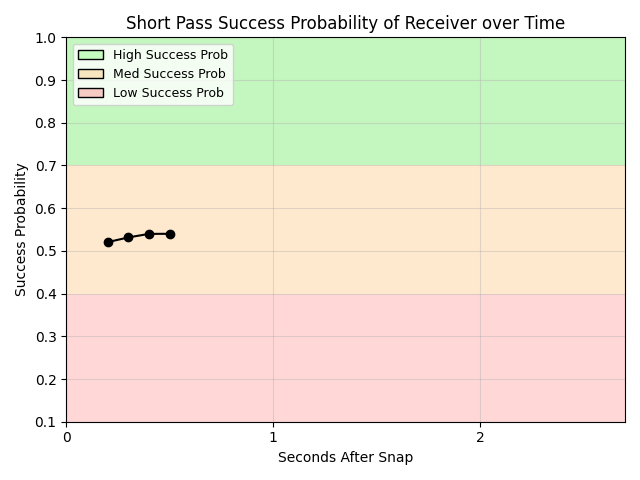 Short Pass Success Probability of Receiver over Time
High Success Prob
Med Success Prob
Low Success Prob
Success Probability
1.0
0.9
0.8
0.7
0.6
0.5
0.4
0.3
0.2
0.1
0 1 2
Seconds After Snap